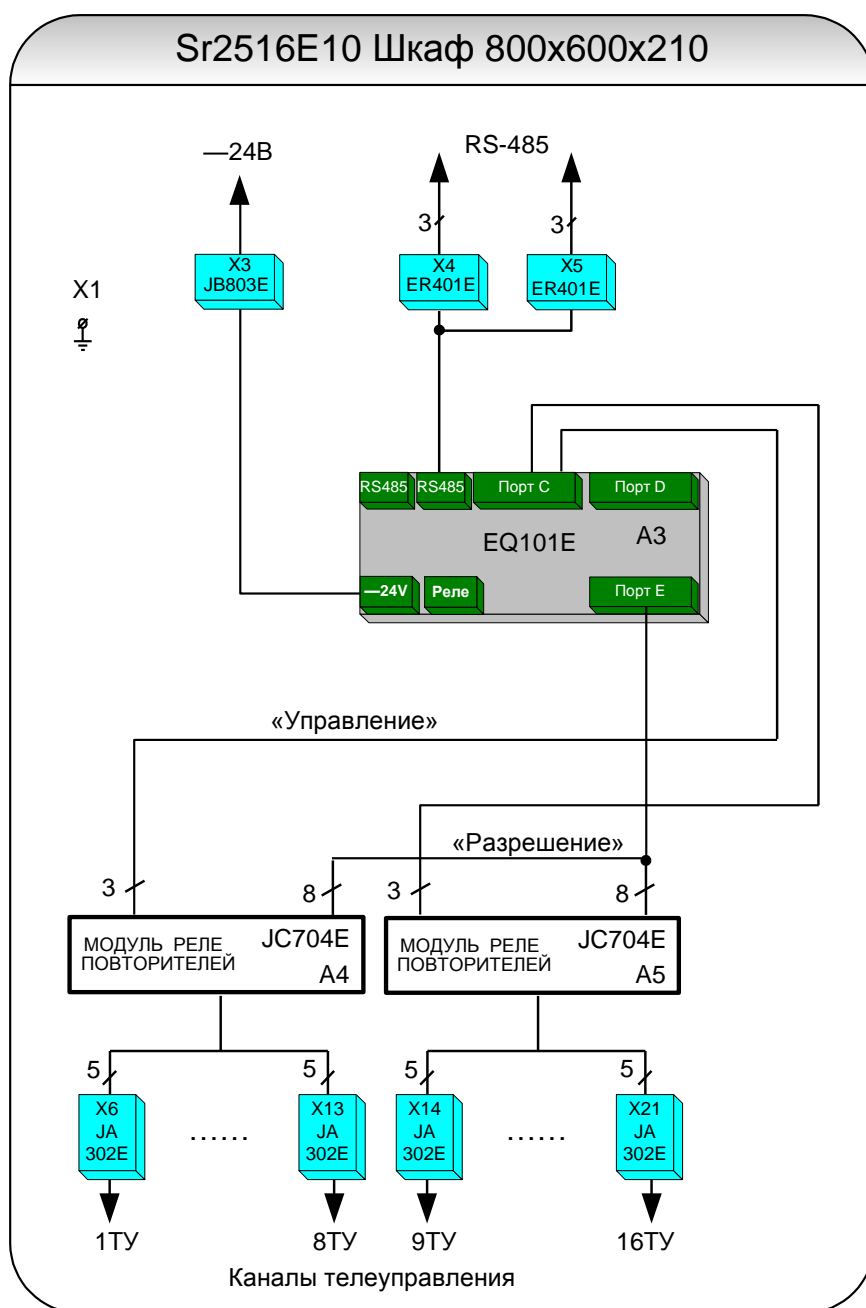 Sr2516E10 Шкаф 800x600x210
—24В
RS-485
3
3
X3
JB803E
X4
ER401E
X5
ER401E
X1
RS485
RS485
Порт C
Порт D
EQ101E
A3
—24V
Реле
Порт E
«Управление»
«Разрешение»
3
8
3
8
МОДУЛЬ РЕЛЕ
ПОВТОРИТЕЛЕЙ
JC704E
A4
МОДУЛЬ РЕЛЕ
ПОВТОРИТЕЛЕЙ
JC704E
A5
5
5
5
5
X6
JA
302E
......
X13
JA
302E
X14
JA
302E
......
X21
JA
302E
1ТУ
8ТУ
9ТУ
16ТУ
Каналы телеуправления